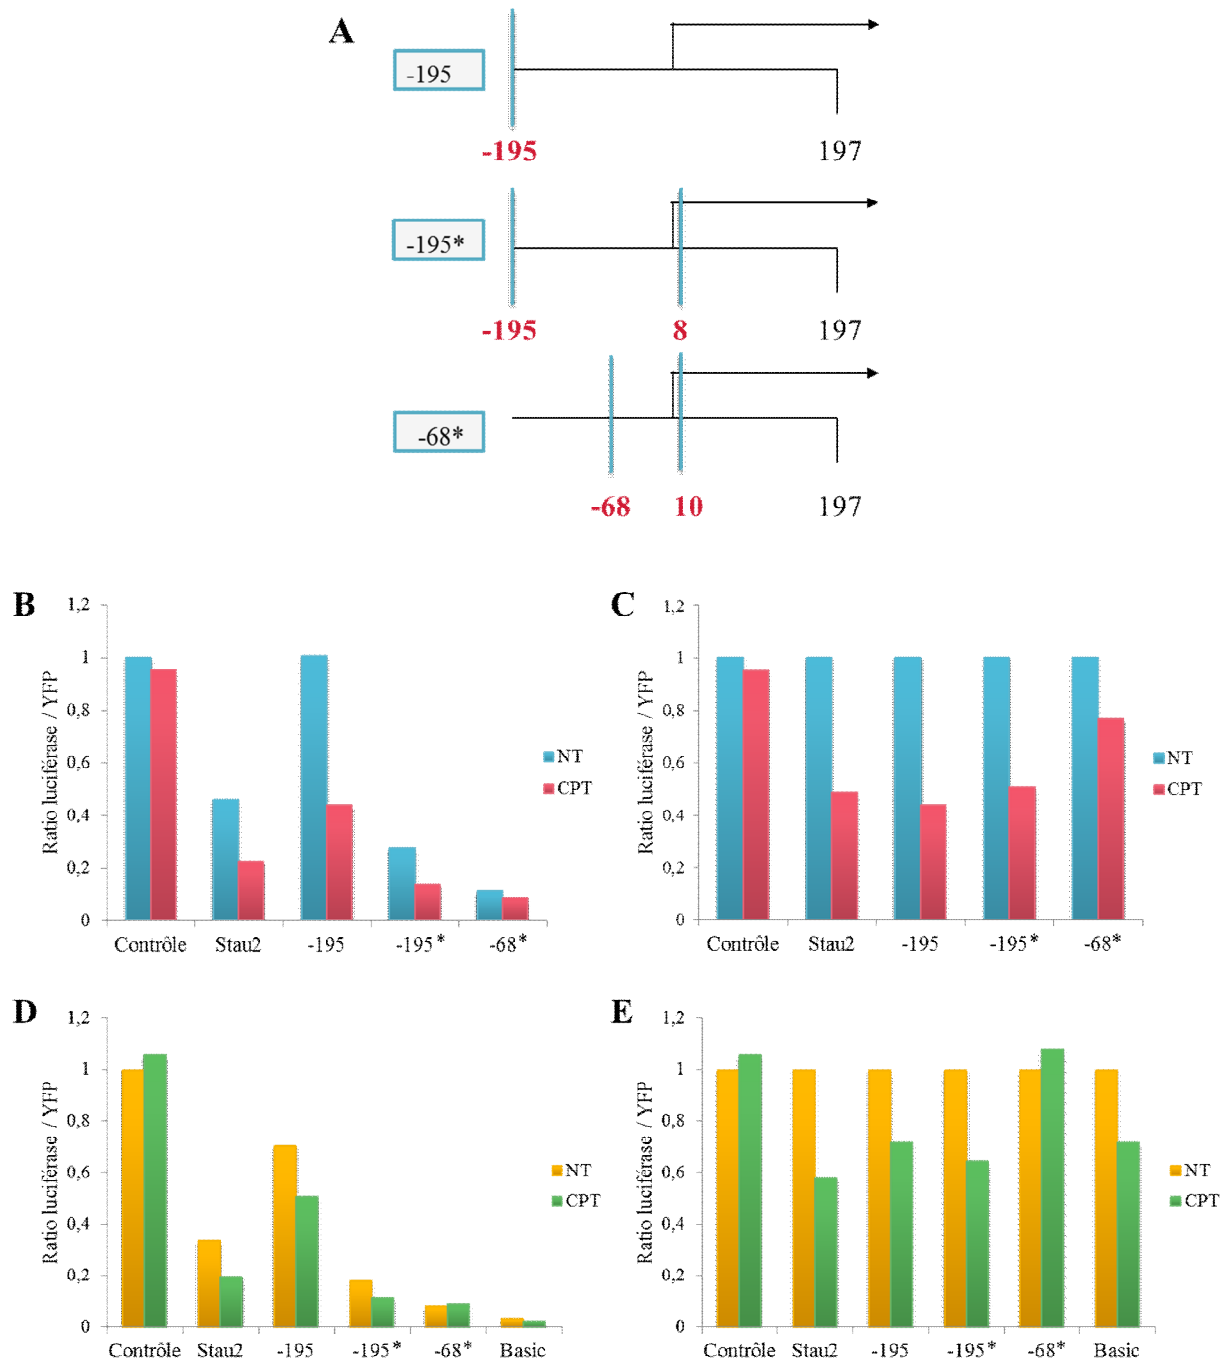 A
-195
-195
197
-195*
-195
8
197
-68*
-68
10
197
B
Ratio luciférase / YFP
1,2
1
0,8
0,6
0,4
0,2
0
Contrôle Stau2 -195 -195* -68*
NT
CPT
C
Ratio luciférase / YFP
1,2
1
0,8
0,6
0,4
0,2
0
Contrôle Stau2 -195 -195* -68*
NT
CPT
D
Ratio luciférase / YFP
1,2
1
0,8
0,6
0,4
0,2
0
Contrôle Stau2 -195 -195* -68* Basic
NT
CPT
E
Ratio luciférase / YFP
1,2
1
0,8
0,6
0,4
0,2
0
Contrôle Stau2 -195 -195* -68* Basic
NT
CPT